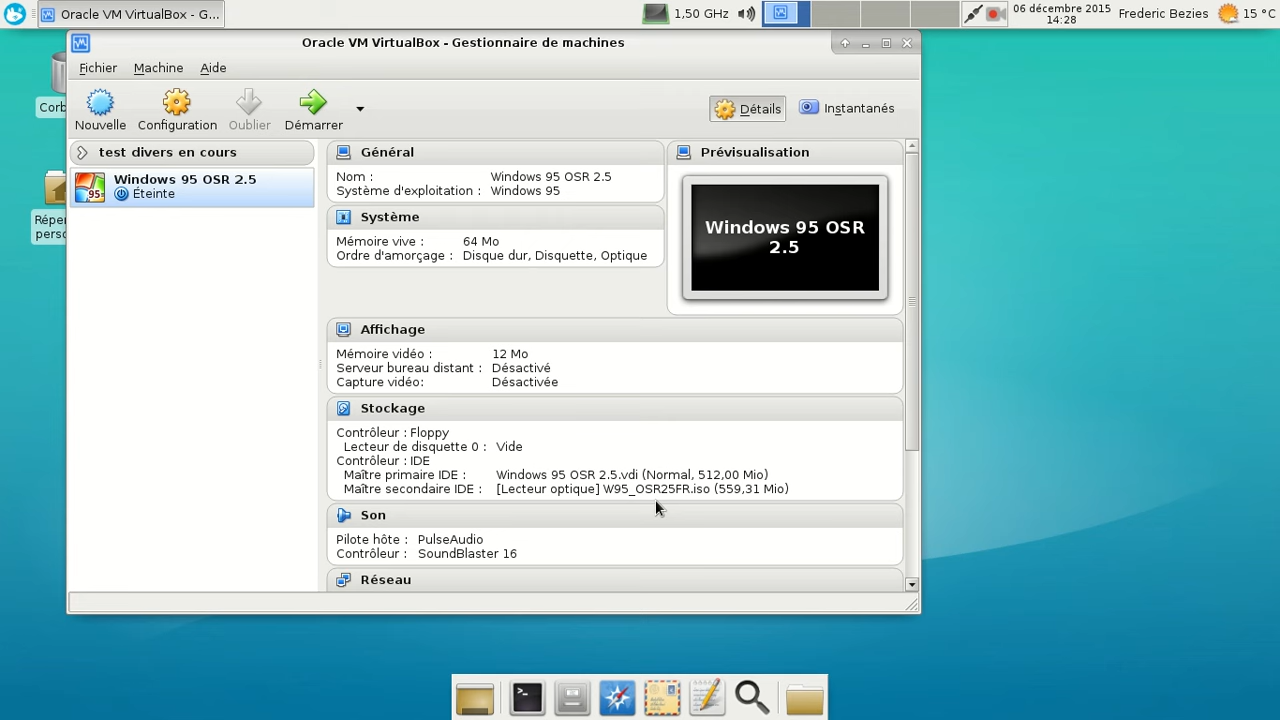 Oracle VM VirtualBox - G...
1,50 GHz
06 décembre 2015
14:28
Frederic Bezies
15 °C
Oracle VM VirtualBox - Gestionnaire de machines
Fichier Machine Aide
Nouvelle Configuration Oublier Démarrer
Détails Instantanés
Corb
Réper
perso
test divers en cours
Windows 95 OSR 2.5
Éteinte
95
Général
Nom : Windows 95 OSR 2.5
Système d'exploitation : Windows 95
Système
Mémoire vive : 64 Mo
Ordre d'amorçage : Disque dur, Disquette, Optique
Prévisualisation
Windows 95 OSR
2.5
Affichage
Mémoire vidéo : 12 Mo
Serveur bureau distant : Désactivé
Capture vidéo: Désactivée
Stockage
Contrôleur : Floppy
Lecteur de disquette 0 : Vide
Contrôleur : IDE
Maître primaire IDE : Windows 95 OSR 2.5.vdi (Normal, 512,00 Mio)
Maître secondaire IDE : [Lecteur optique] W95_OSR25FR.iso (559,31 Mio)
Son
Pilote hôte : PulseAudio
Contrôleur : SoundBlaster 16
Réseau